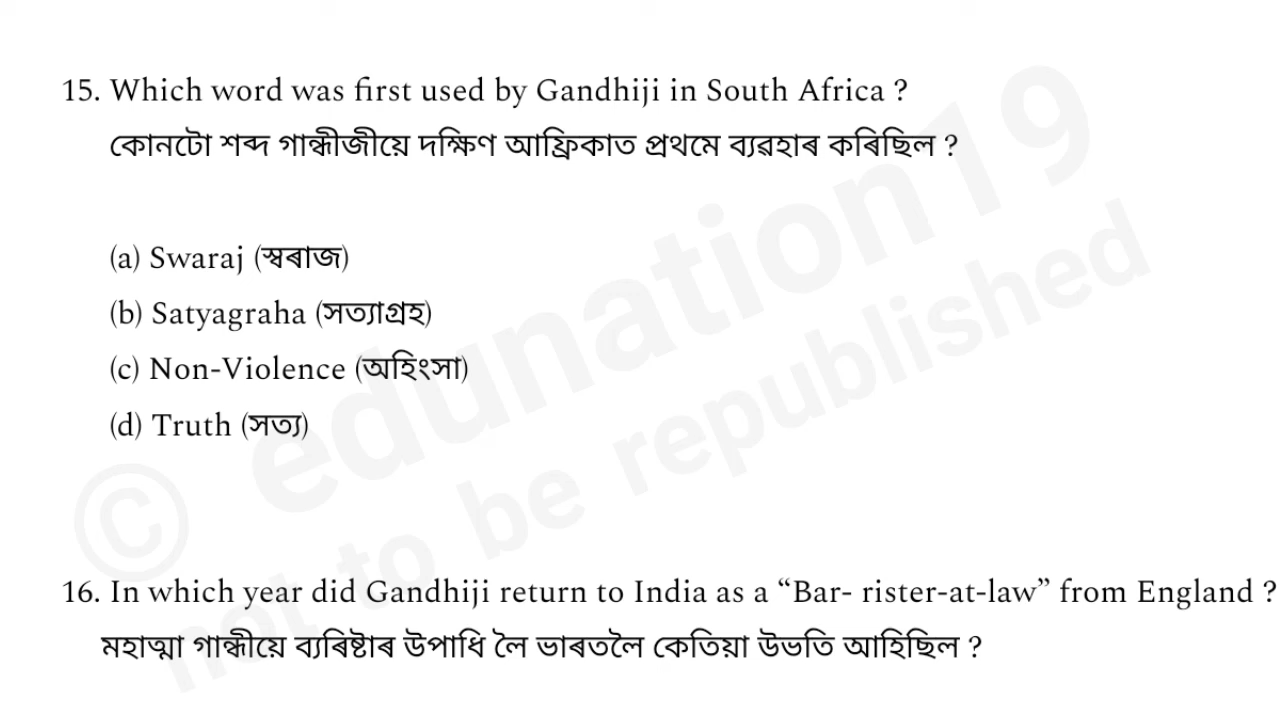 15. Which word was first used by Gandhiji in South Africa ?
কোনটো শব্দ গান্ধীজীয়ে দক্ষিণ আফ্ৰিকাত প্ৰথমে ব্যৱহাৰ কৰিছিল ?
(a) Swaraj (স্বৰাজ)
(b) Satyagraha (সত্যাগ্ৰহ)
(c) Non-Violence (অহিংসা)
(d) Truth (সত্য)
© edunation19
not to be republished
16. In which year did Gandhiji return to India as a “Bar- rister-at-law” from England ?
মহাত্মা গান্ধীয়ে ব্যৰিষ্টাৰ উপাধি লৈ ভাৰতলৈ কেতিয়া উভতি আহিছিল ?